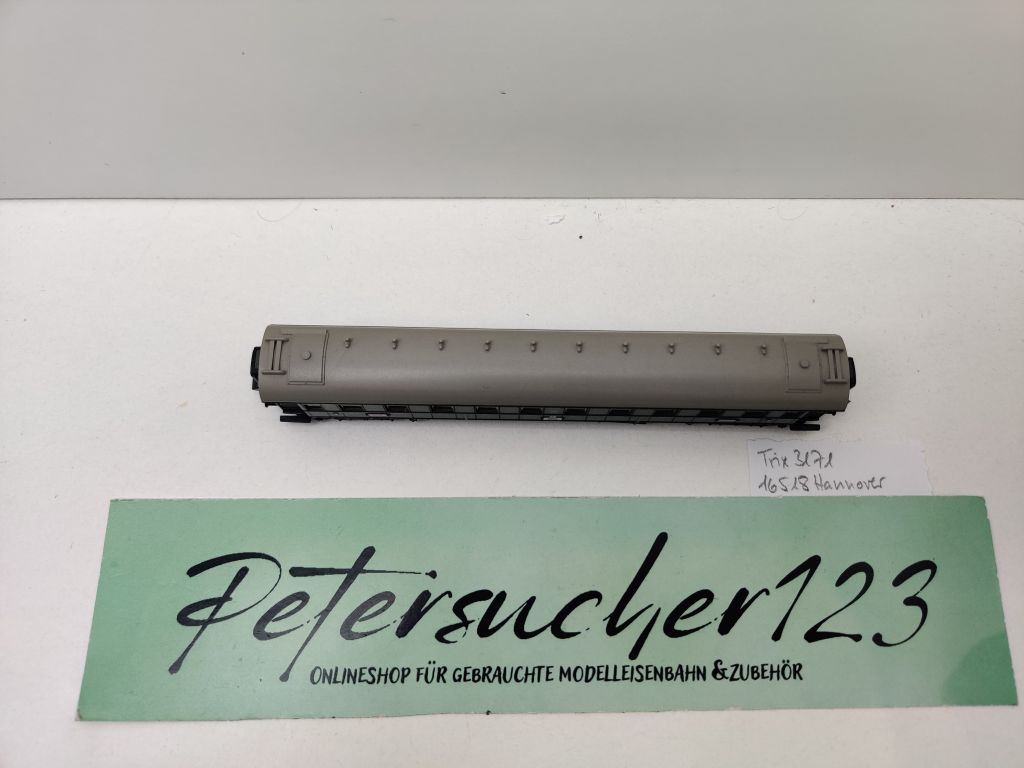 Trix 3171
16518 Hannover
Petersucher123
ONLINESHOP FÜR GEBRAUCHTE MODELLEISENBAHN & ZUBEHÖR